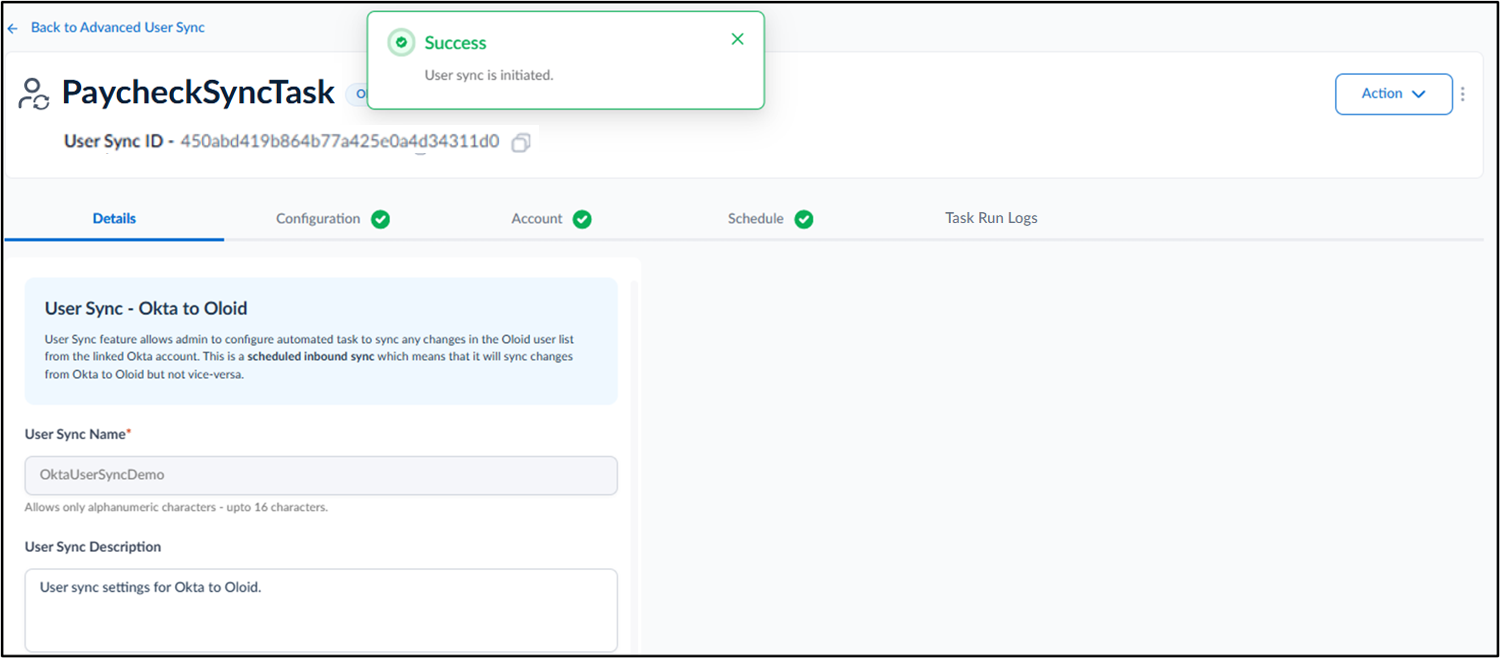 Back to Advanced User Sync
Success
User sync is initiated.
PaycheckSyncTask
Action
User Sync ID - 450abd419b864b77a425e0a4d34311d0
Details
Configuration
Account
Schedule
Task Run Logs
User Sync - Okta to Oloid
User Sync feature allows admin to configure automated task to sync any changes in the Oloid user list
from the linked Okta account. This is a scheduled inbound sync which means that it will sync changes
from Okta to Oloid but not vice-versa.
User Sync Name*
OktaUserSyncDemo
Allows only alphanumeric characters - upto 16 characters.
User Sync Description
User sync settings for Okta to Oloid.